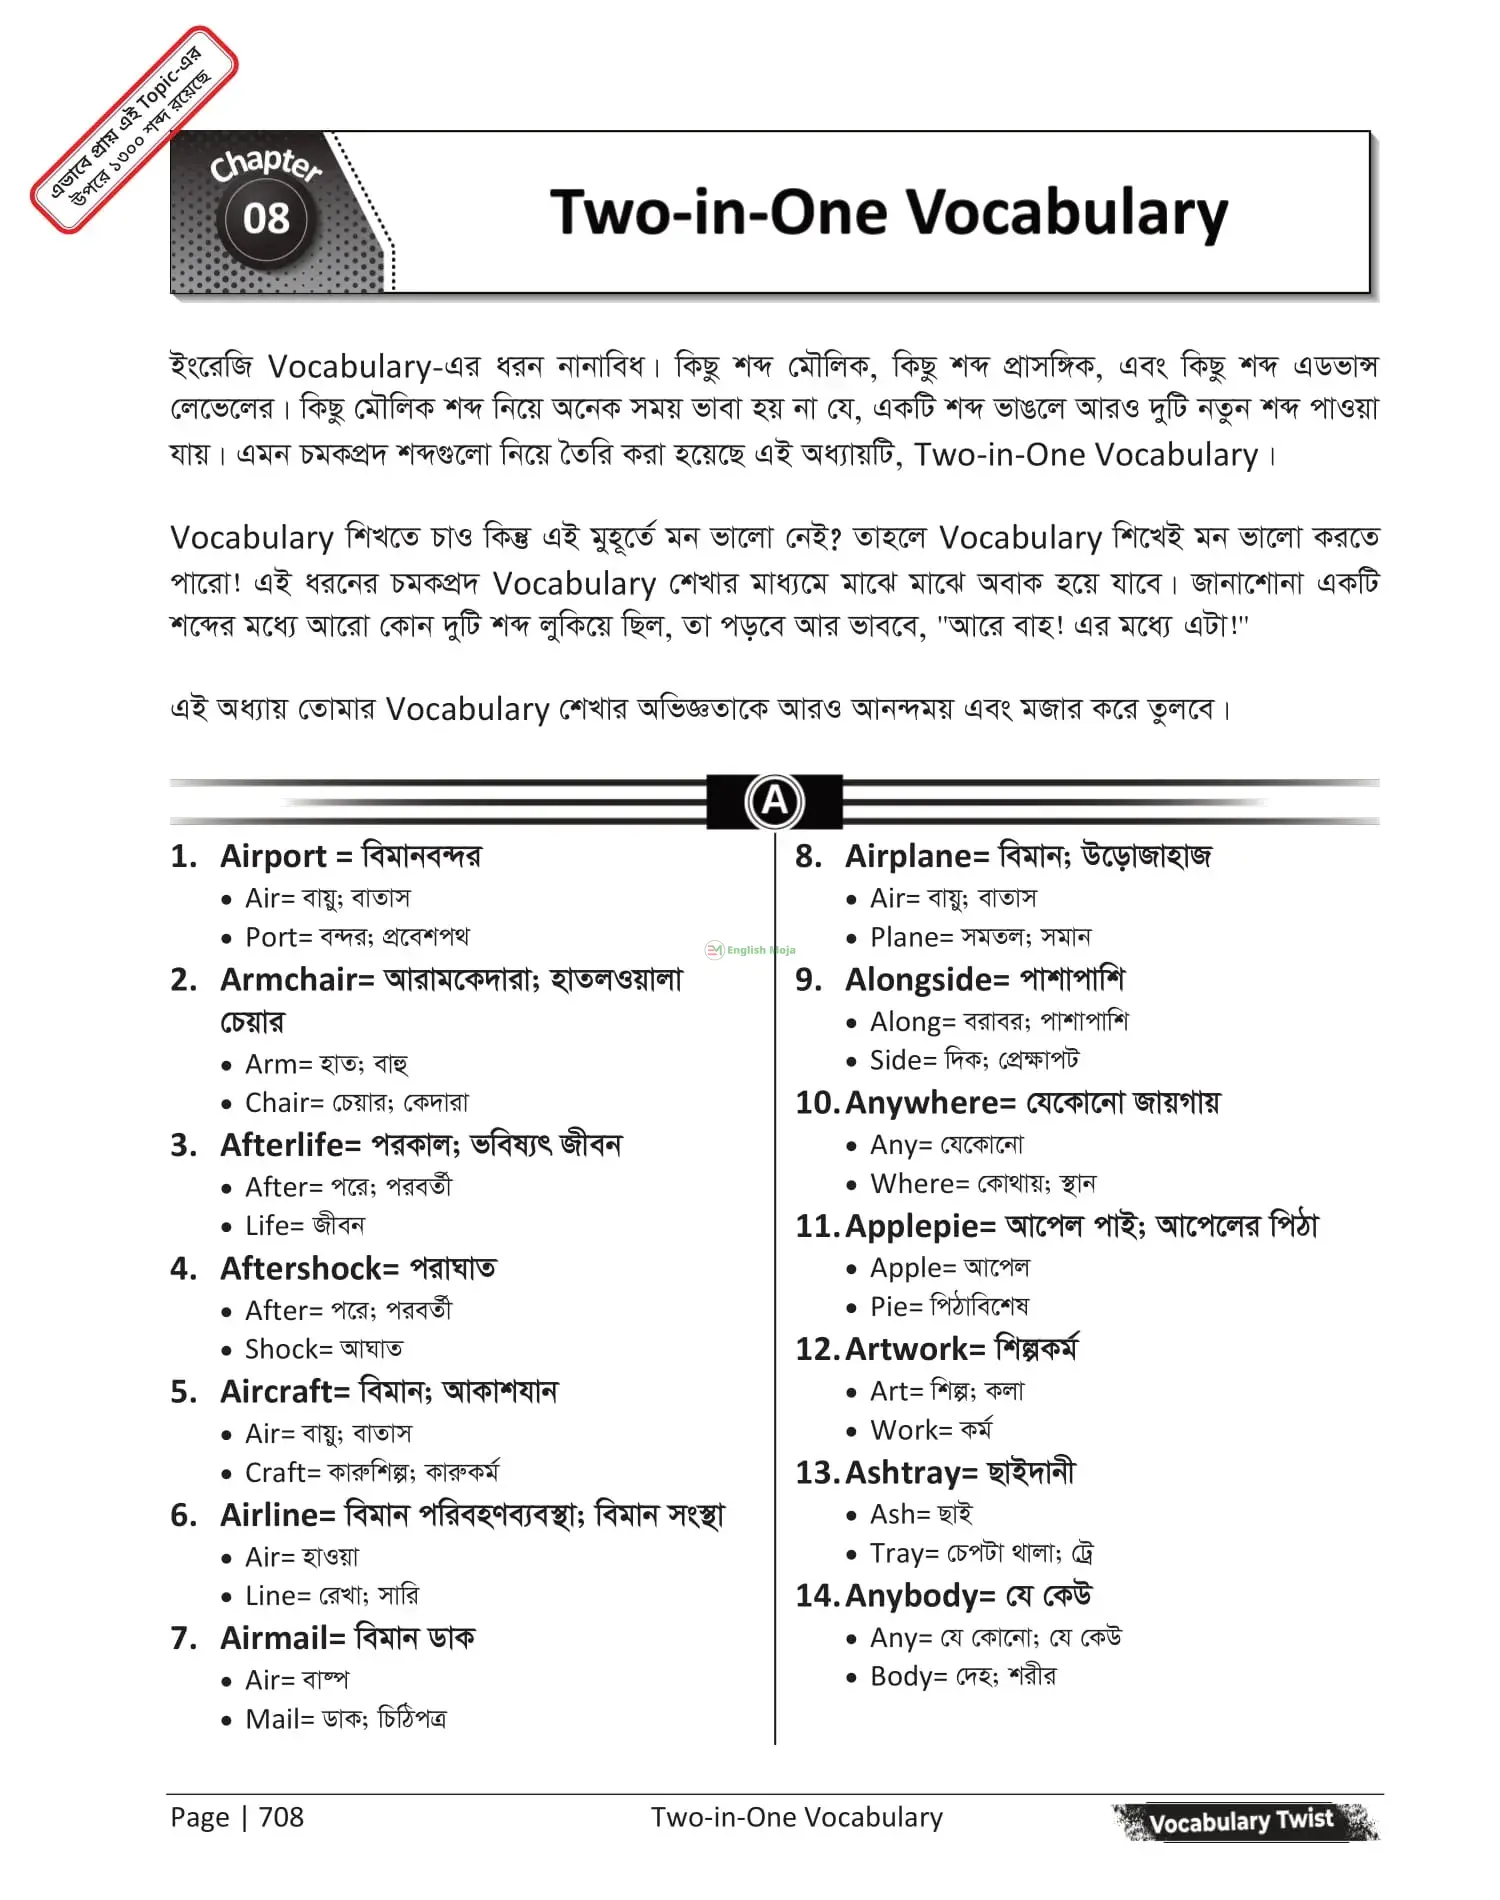 এভাবে প্রায় এই Topic-এর
উপরে ১৩০০ শব্দ রয়েছে
Chapter
08
Two-in-One Vocabulary
ইংরেজি Vocabulary-এর ধরন নানাবিধ। কিছু শব্দ মৌলিক, কিছু শব্দ প্রাসঙ্গিক, এবং কিছু শব্দ এডভান্স
লেভেলের। কিছু মৌলিক শব্দ নিয়ে অনেক সময় ভাবা হয় না যে, একটি শব্দ ভাঙলে আরও দুটি নতুন শব্দ পাওয়া
যায়। এমন চমকপ্রদ শব্দগুলো নিয়ে তৈরি করা হয়েছে এই অধ্যায়টি, Two-in-One Vocabulary।
Vocabulary শিখতে চাও কিন্তু এই মুহূর্তে মন ভালো নেই? তাহলে Vocabulary শিখেই মন ভালো করতে
পারো! এই ধরনের চমকপ্রদ Vocabulary শেখার মাধ্যমে মাঝে মাঝে অবাক হয়ে যাবে। জানাশোনা একটি
শব্দের মধ্যে আরো কোন দুটি শব্দ লুকিয়ে ছিল, তা পড়বে আর ভাববে, "আরে বাহ! এর মধ্যে এটা!"
এই অধ্যায় তোমার Vocabulary শেখার অভিজ্ঞতাকে আরও আনন্দময় এবং মজার করে তুলবে।
A
1. Airport = বিমানবন্দর
• Air= বায়ু; বাতাস
• Port= বন্দর; প্রবেশপথ
2. Armchair= আরামকেদারা; হাতলওয়ালা
চেয়ার
• Arm= হাত; বাহু
• Chair= চেয়ার; কেদারা
3. Afterlife= পরকাল; ভবিষ্যৎ জীবন
• After= পরে; পরবর্তী
• Life= জীবন
4. Aftershock= পরাঘাত
• After= পরে; পরবর্তী
• Shock= আঘাত
5. Aircraft= বিমান; আকাশযান
• Air= বায়ু; বাতাস
• Craft= কারুশিল্প; কারুকর্ম
6. Airline= বিমান পরিবহণব্যবস্থা; বিমান সংস্থা
• Air= হাওয়া
• Line= রেখা; সারি
7. Airmail= বিমান ডাক
• Air= বাষ্প
• Mail= ডাক; চিঠিপত্র
8. Airplane= বিমান; উড়োজাহাজ
• Air= বায়ু; বাতাস
• Plane= সমতল; সমান
9. Alongside= পাশাপাশি
• Along= বরাবর; পাশাপাশি
• Side= দিক; প্রেক্ষাপট
10. Anywhere= যেকোনো জায়গায়
• Any= যেকোনো
• Where= কোথায়; স্থান
11. Applepie= আপেল পাই; আপেলের পিঠা
• Apple= আপেল
• Pie= পিঠাবিশেষ
12. Artwork= শিল্পকর্ম
• Art= শিল্প; কলা
• Work= কর্ম
13. Ashtray= ছাইদানী
• Ash= ছাই
• Tray= চেপটা থালা; ট্রে
14. Anybody= যে কেউ
• Any= যে কোনো; যে কেউ
• Body= দেহ; শরীর
English Moja
Page | 708
Two-in-One Vocabulary
Vocabulary Twist